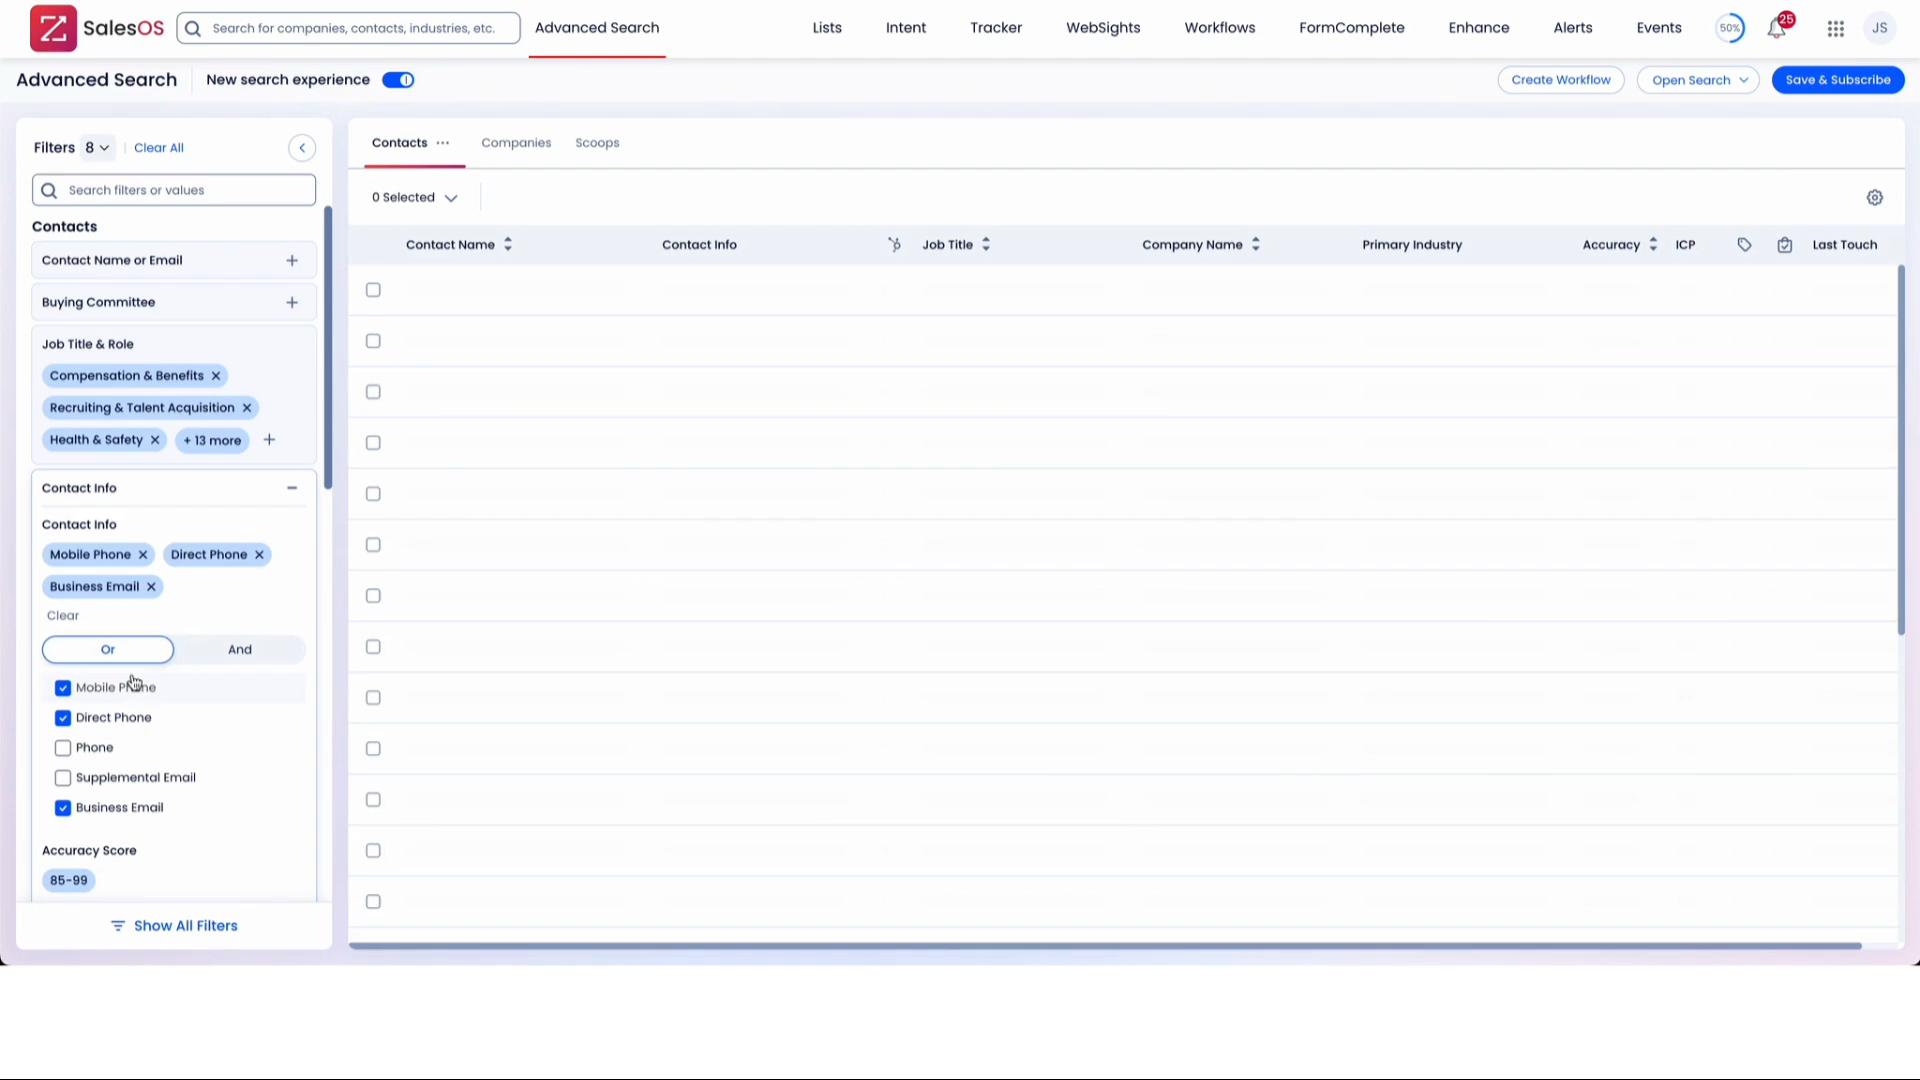 SalesOS
Search for companies, contacts, industries, etc.
Advanced Search
Lists
Intent
Tracker
WebSights
Workflows
FormComplete
Enhance
Alerts
Events
50%
25
JS
Advanced Search
New search experience
Create Workflow
Open Search
Save & Subscribe
Filters 8
Clear All
Search filters or values
Contacts
Contact Name or Email
Buying Committee
Job Title & Role
Compensation & Benefits
Recruiting & Talent Acquisition
Health & Safety
+ 13 more
Contact Info
Contact Info
Mobile Phone
Direct Phone
Business Email
Clear
Or
And
Mobile Phone
Direct Phone
Phone
Supplemental Email
Business Email
Accuracy Score
85-99
Show All Filters
Contacts
Companies
Scoops
0 Selected
Contact Name
Contact Info
Job Title
Company Name
Primary Industry
Accuracy
ICP
Last Touch